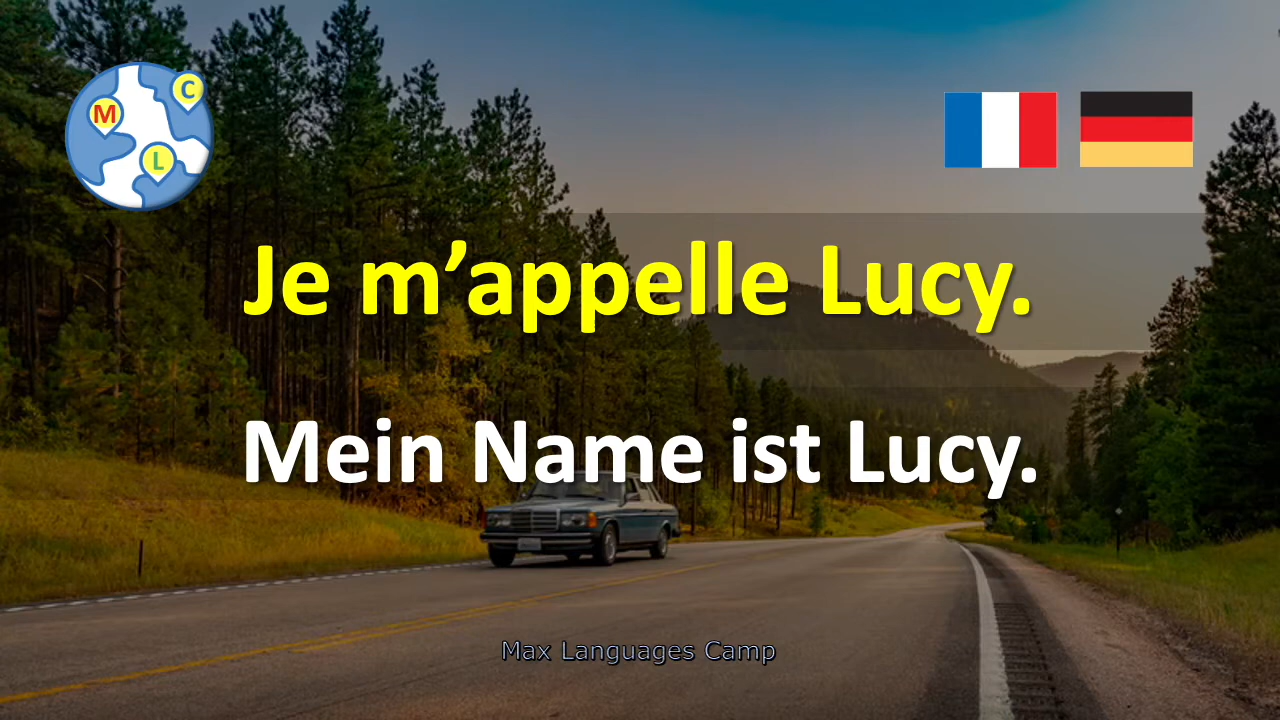 M
C
L
Je m’appelle Lucy.
Mein Name ist Lucy.
Max Languages Camp